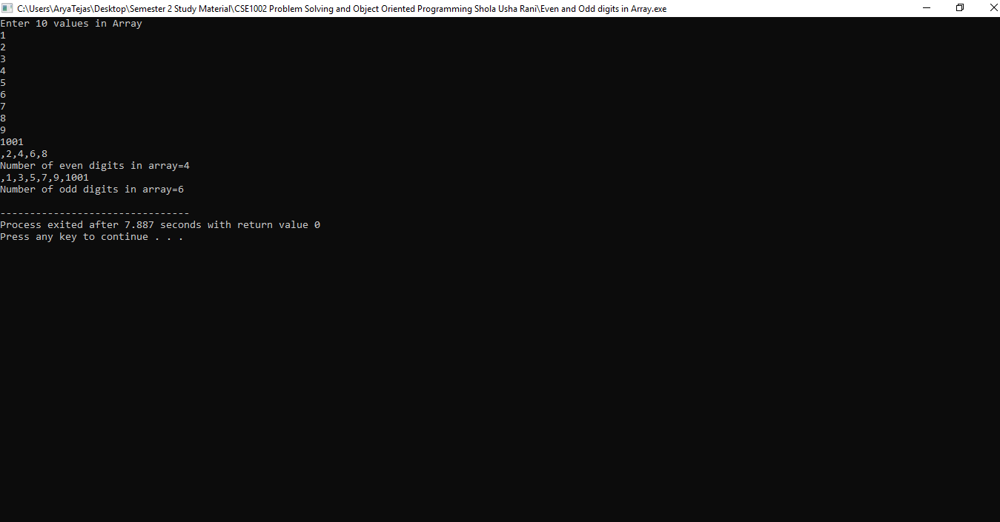 C:\Users\AryaTejas\Desktop\Semester 2 Study Material\CSE1002 Problem Solving and Object Oriented Programming Shola Usha Rani\Even and Odd digits in Array.exe
Enter 10 values in Array
1
2
3
4
5
6
7
8
9
1001
,2,4,6,8
Number of even digits in array=4
,1,3,5,7,9,1001
Number of odd digits in array=6
--------------------------------
Process exited after 7.887 seconds with return value 0
Press any key to continue . . .